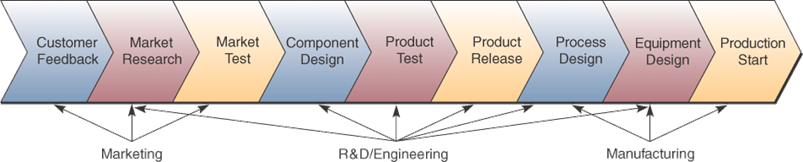 Customer
Feedback
Market
Research
Market
Test
Component
Design
Product
Test
Product
Release
Process
Design
Equipment
Design
Production
Start
Marketing
R&D/Engineering
Manufacturing